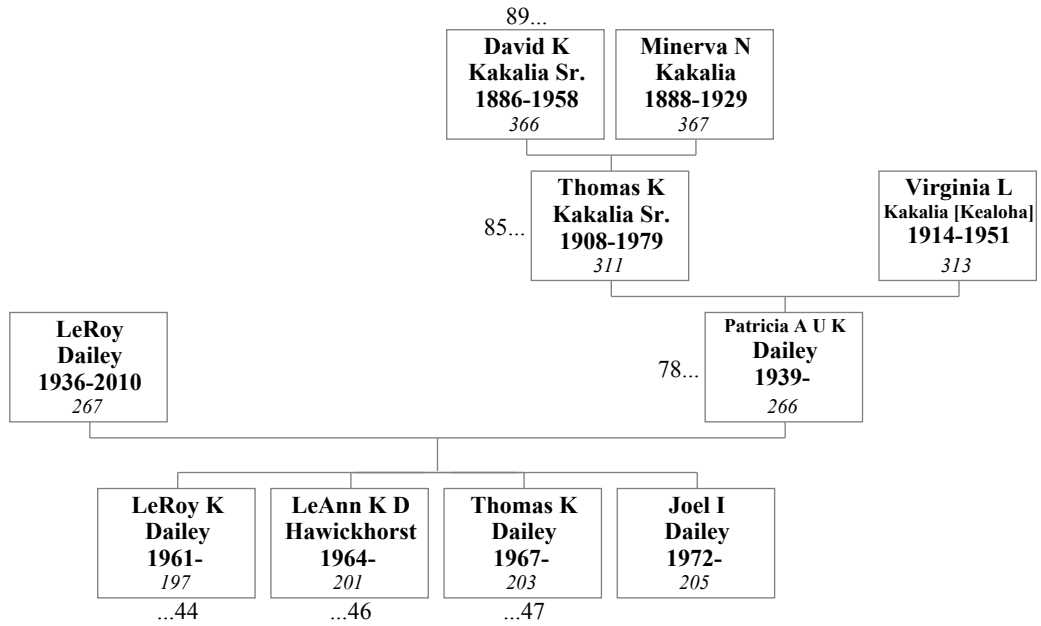 89...
David K
Kakalia Sr.
1886-1958
366
Minerva N
Kakalia
1888-1929
367
85...
Thomas K
Kakalia Sr.
1908-1979
311
Virginia L
Kakalia [Kealoha]
1914-1951
313
LeRoy
Dailey
1936-2010
267
78...
Patricia A U K
Dailey
1939-
266
LeRoy K
Dailey
1961-
197
LeAnn K D
Hawickhorst
1964-
201
Thomas K
Dailey
1967-
203
Joel I
Dailey
1972-
205
...44
...46
...47